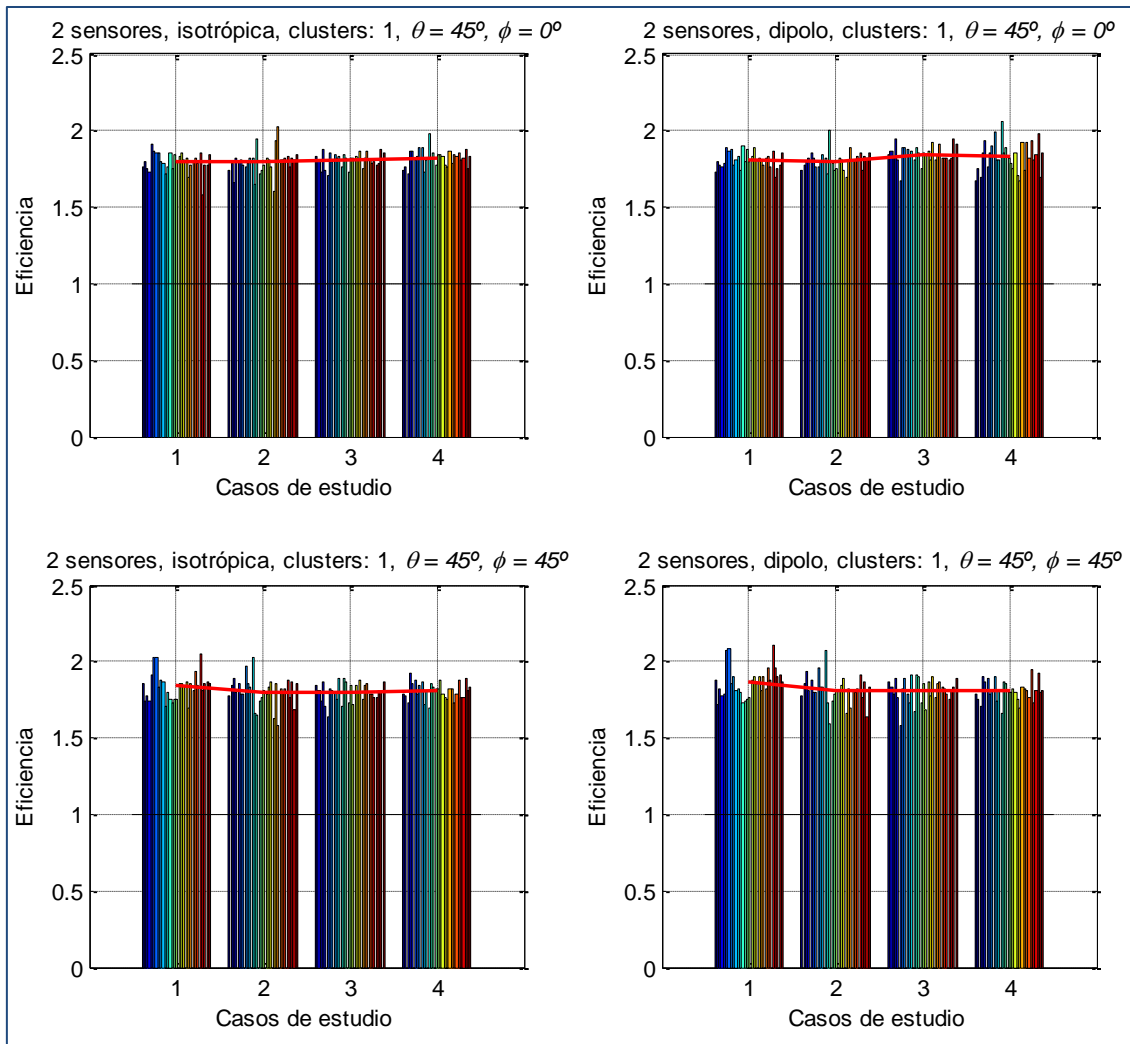 2 sensores, isotrópica, clusters: 1, θ = 45º, ϕ = 0º
2.5
2
1.5
1
0.5
0
Eficiencia
1 2 3 4
Casos de estudio
2 sensores, dipolo, clusters: 1, θ = 45º, ϕ = 0º
2.5
2
1.5
1
0.5
0
Eficiencia
1 2 3 4
Casos de estudio
2 sensores, isotrópica, clusters: 1, θ = 45º, ϕ = 45º
2.5
2
1.5
1
0.5
0
Eficiencia
1 2 3 4
Casos de estudio
2 sensores, dipolo, clusters: 1, θ = 45º, ϕ = 45º
2.5
2
1.5
1
0.5
0
Eficiencia
1 2 3 4
Casos de estudio